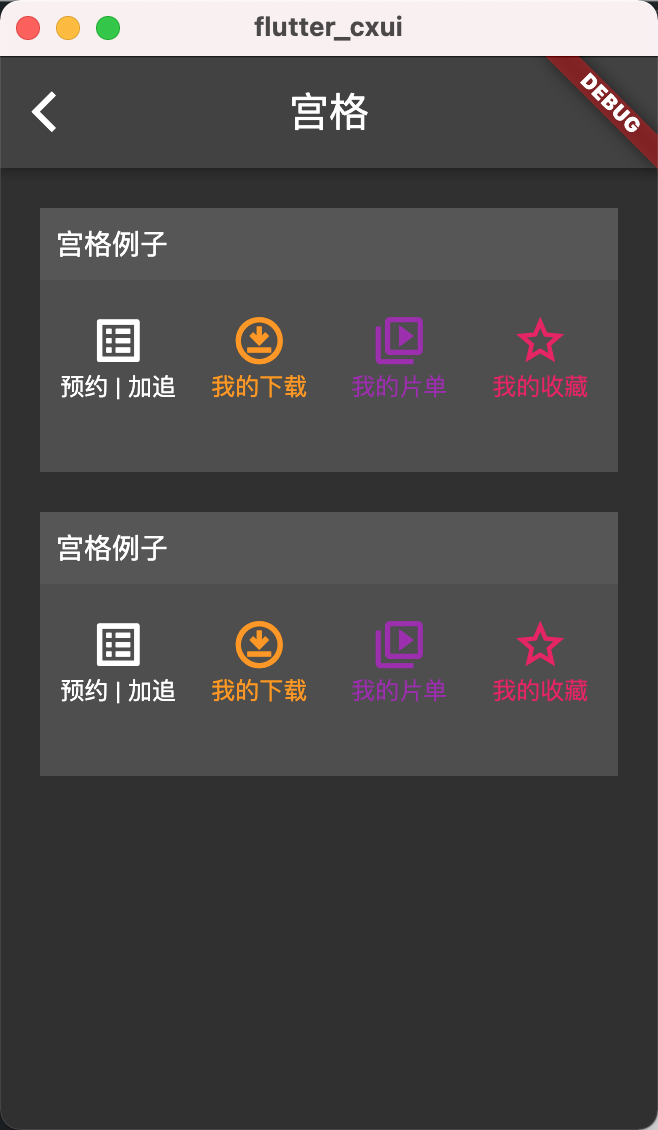 flutter_cxui
宫格
DEBUG
宫格例子
预约 | 加追 我的下载 我的片单 我的收藏
宫格例子
预约 | 加追 我的下载 我的片单 我的收藏